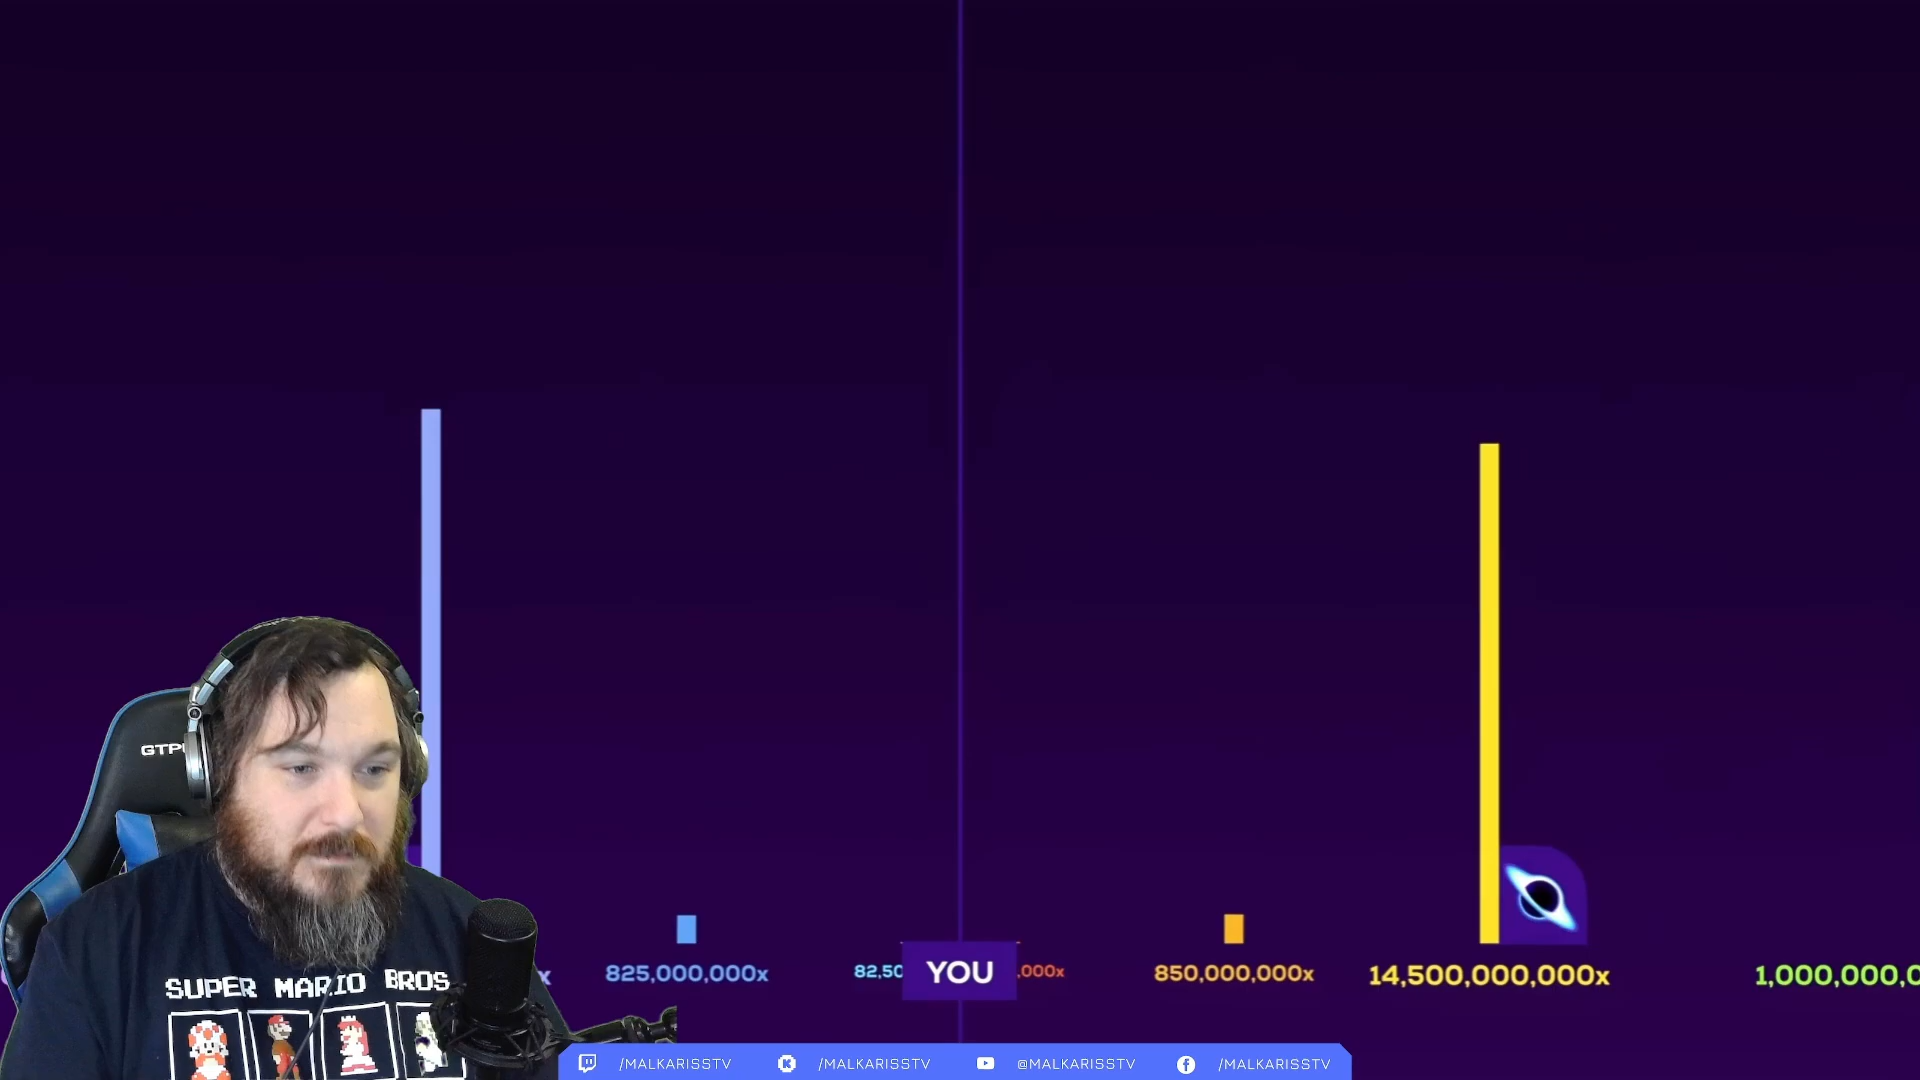 GTP
SUPER MARIO BROS
x
825,000,000x
82,50
YOU
,000x
850,000,000x
14,500,000,000x
1,000,000,0
/MALKARISSTV
/MALKARISSTV
@MALKARISSTV
/MALKARISSTV